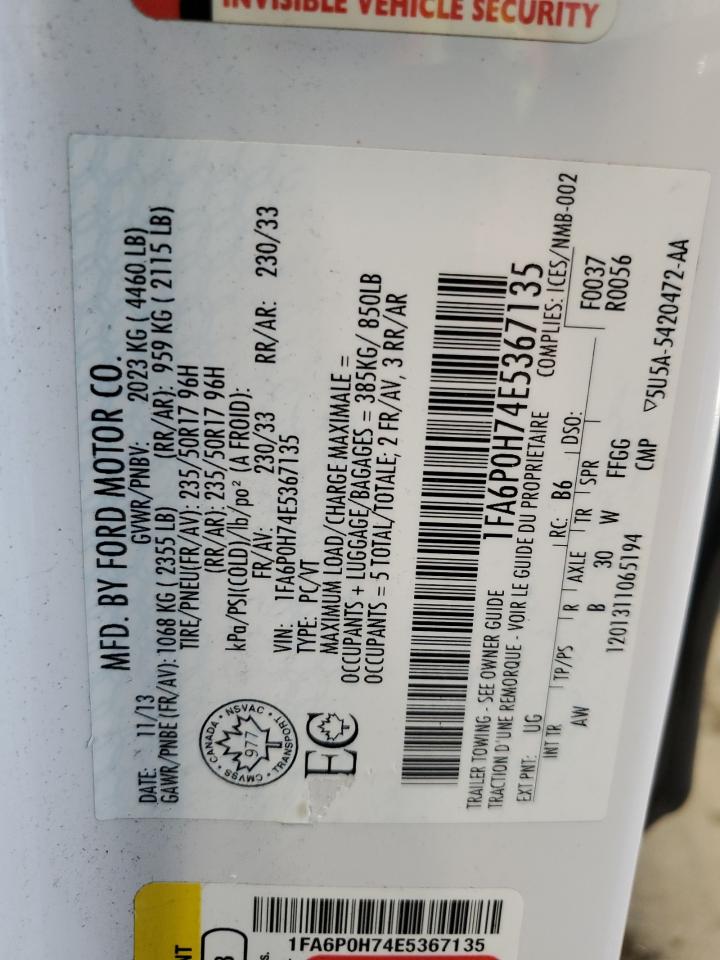 INVISIBLE VEHICLE SECURITY
MFD. BY FORD MOTOR CO.
DATE: 11/13 GVWR/PNBV: 2023 KG ( 4460 LB)
GAWR/PNBE (FR/AV): 1068 KG ( 2355 LB) (RR/AR): 959 KG ( 2115 LB)
TIRE/PNEU(FR/AV): 235/50R17 96H
(RR/AR): 235/50R17 96H
kPa/PSI(COLD)/lb/po² (A FROID):
FR/AV: 230/33 RR/AR: 230/33
VIN: 1FA6P0H74E5367135
TYPE: PC/VT
MAXIMUM LOAD/CHARGE MAXIMALE =
OCCUPANTS + LUGGAGE/BAGAGES = 385KG/ 850LB
OCCUPANTS = 5 TOTAL/TOTALE; 2 FR/AV, 3 RR/AR
CANADA • NSVAC • TRANSPORT • CMVSS
977
EC
1FA6P0H74E5367135
TRAILER TOWING - SEE OWNER GUIDE
TRACTION D'UNE REMORQUE - VOIR LE GUIDE DU PROPRIETAIRE COMPLIES: ICES/NMB-002
EXT PNT: UG RC: B6 DSO: F0037
R0056
INT TR TP/PS R AXLE TR SPR
AW B 30 W FFGG
1201311065194 CMP ▽5U5A-5420472-AA
NT
1FA6P0H74E5367135